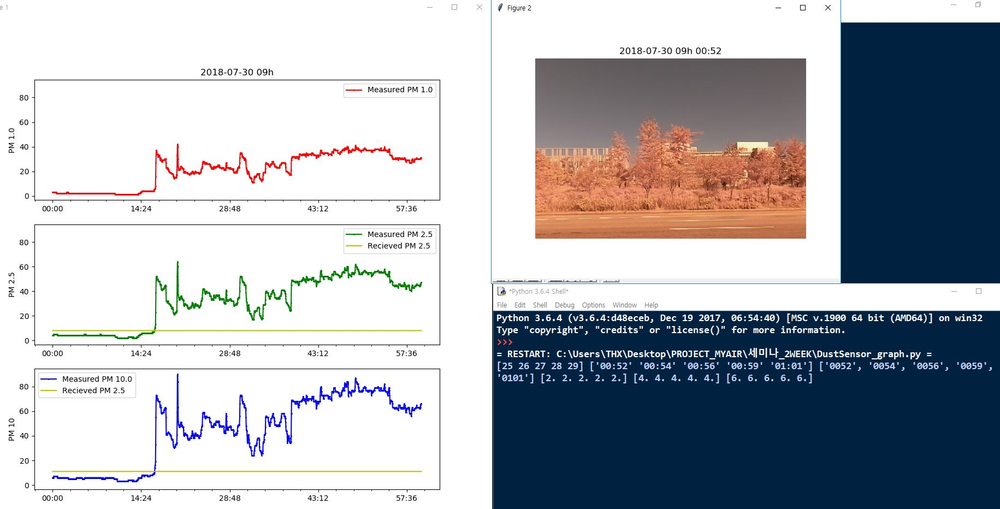 e 1
2018-07-30 09h
Measured PM 1.0
PM 1.0
80
60
40
20
0
00:00 14:24 28:48 43:12 57:36
Measured PM 2.5
Recieved PM 2.5
PM 2.5
80
60
40
20
0
00:00 14:24 28:48 43:12 57:36
Measured PM 10.0
Recieved PM 2.5
PM 10
80
60
40
20
0
00:00 14:24 28:48 43:12 57:36
Figure 2
2018-07-30 09h 00:52
*Python 3.6.4 Shell*
File Edit Shell Debug Options Window Help
Python 3.6.4 (v3.6.4:d48eceb, Dec 19 2017, 06:54:40) [MSC v.1900 64 bit (AMD64)] on win32
Type "copyright", "credits" or "license()" for more information.
>>>
= RESTART: C:\Users\THX\Desktop\PROJECT_MYAIR\세미나_2WEEK\DustSensor_graph.py =
[25 26 27 28 29] ['00:52' '00:54' '00:56' '00:59' '01:01'] ['0052', '0054', '0056', '0059',
'0101'] [2. 2. 2. 2. 2.] [4. 4. 4. 4. 4.] [6. 6. 6. 6. 6.]